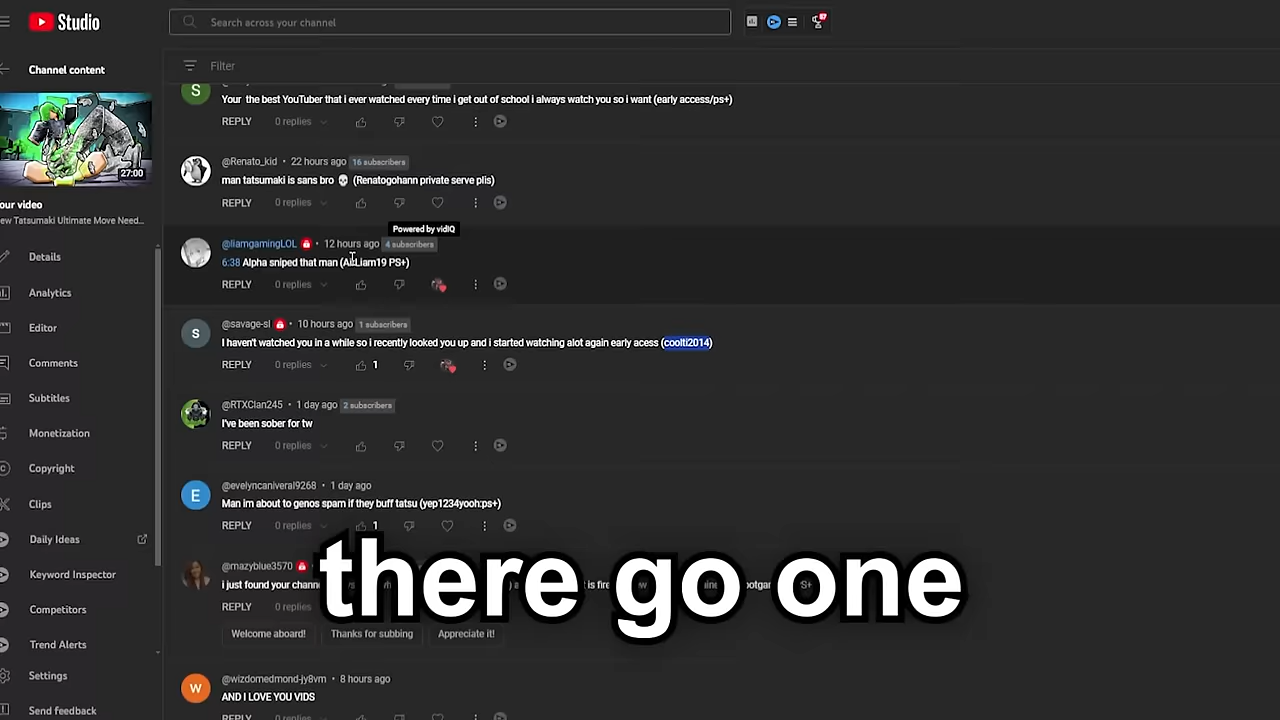 Studio
Search across your channel
Channel content
Filter
Your the best YouTuber that i ever watched every time I get out of school i always watch you so i want (early access/ps+)
REPLY 0 replies
27:00
@Renato_kid • 22 hours ago 16 subscribers
man tatsumaki is sans bro 💀 (Renatogohann private serve plis)
REPLY 0 replies
our video
ew Tatsumaki Ultimate Move Need...
Powered by vidIQ
@liamgamingLOL • 12 hours ago 4 subscribers
6:38 Alpha sniped that man (AltLiam19 PS+)
REPLY 0 replies
@savage-sl • 10 hours ago 1 subscribers
I haven't watched you in a while so i recently looked you up and i started watching alot again early acess (coolti2014)
REPLY 0 replies 1
@RTXClan245 • 1 day ago 2 subscribers
I've been sober for tw
REPLY 0 replies
@evelyncaniveral9268 • 1 day ago
Man im about to genos spam if they buff tatsu (yep1234yooh:ps+)
REPLY 0 replies 1
@mazyblue3570
i just found your chann
REPLY
Welcome aboard! Thanks for subbing Appreciate it!
@wizdomedmond-jy8vm • 8 hours ago
AND I LOVE YOU VIDS
REPLY 0 replies
Details
Analytics
Editor
Comments
Subtitles
Monetization
Copyright
Clips
Daily Ideas
Keyword Inspector
Competitors
Trend Alerts
Settings
Send feedback
there go one